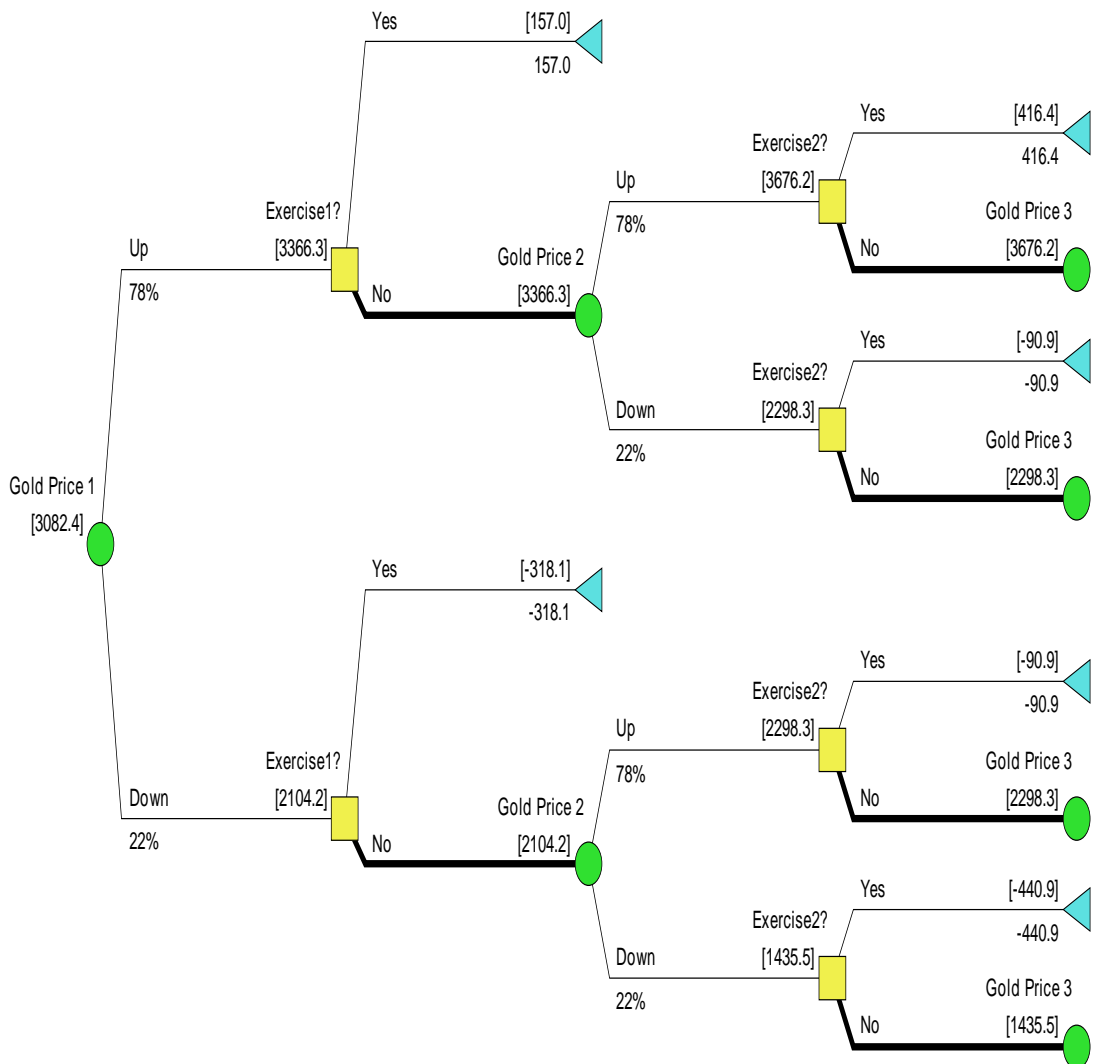 Yes
[157.0]
157.0
Yes
[416.4]
416.4
Exercise2?
[3676.2]
Up
78%
Gold Price 3
No
[3676.2]
Exercise1?
[3366.3]
Up
78%
Gold Price 2
No
[3366.3]
Yes
[-90.9]
-90.9
Exercise2?
[2298.3]
Down
22%
Gold Price 3
No
[2298.3]
Gold Price 1
[3082.4]
Yes
[-318.1]
-318.1
Yes
[-90.9]
-90.9
Exercise2?
[2298.3]
Up
78%
Gold Price 3
No
[2298.3]
Exercise1?
[2104.2]
Down
22%
Gold Price 2
No
[2104.2]
Yes
[-440.9]
-440.9
Exercise2?
[1435.5]
Down
22%
Gold Price 3
No
[1435.5]